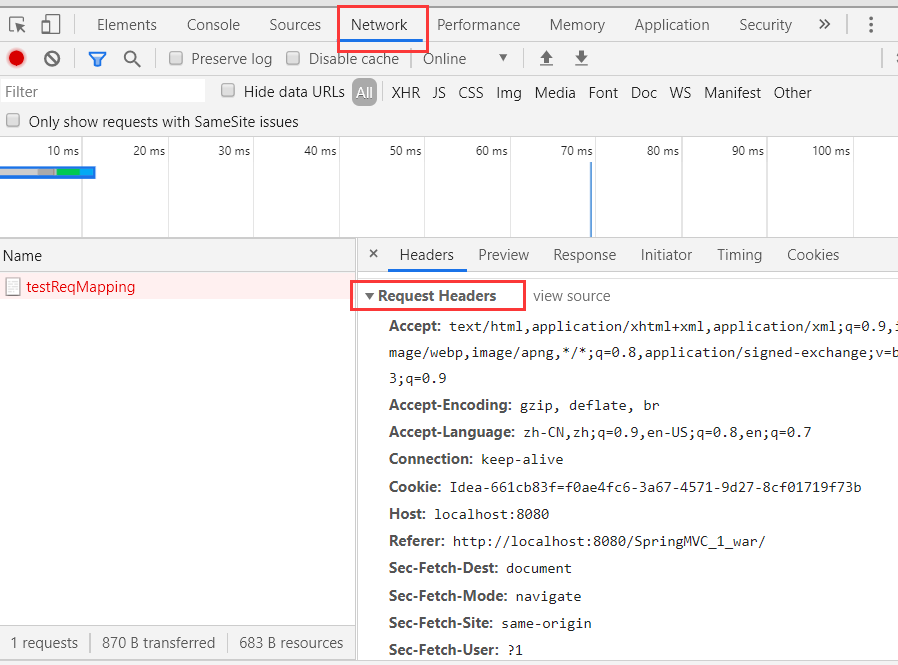 Elements Console Sources Network Performance Memory Application Security »
Preserve log Disable cache Online ▼
Filter Hide data URLs All XHR JS CSS Img Media Font Doc WS Manifest Other
Only show requests with SameSite issues
10 ms 20 ms 30 ms 40 ms 50 ms 60 ms 70 ms 80 ms 90 ms 100 ms
Name
testReqMapping
× Headers Preview Response Initiator Timing Cookies
▼ Request Headers view source
Accept: text/html,application/xhtml+xml,application/xml;q=0.9,i
mage/webp,image/apng,*/*;q=0.8,application/signed-exchange;v=b
3;q=0.9
Accept-Encoding: gzip, deflate, br
Accept-Language: zh-CN,zh;q=0.9,en-US;q=0.8,en;q=0.7
Connection: keep-alive
Cookie: Idea-661cb83f=f0ae4fc6-3a67-4571-9d27-8cf01719f73b
Host: localhost:8080
Referer: http://localhost:8080/SpringMVC_1_war/
Sec-Fetch-Dest: document
Sec-Fetch-Mode: navigate
Sec-Fetch-Site: same-origin
Sec-Fetch-User: ?1
1 requests 870 B transferred 683 B resources